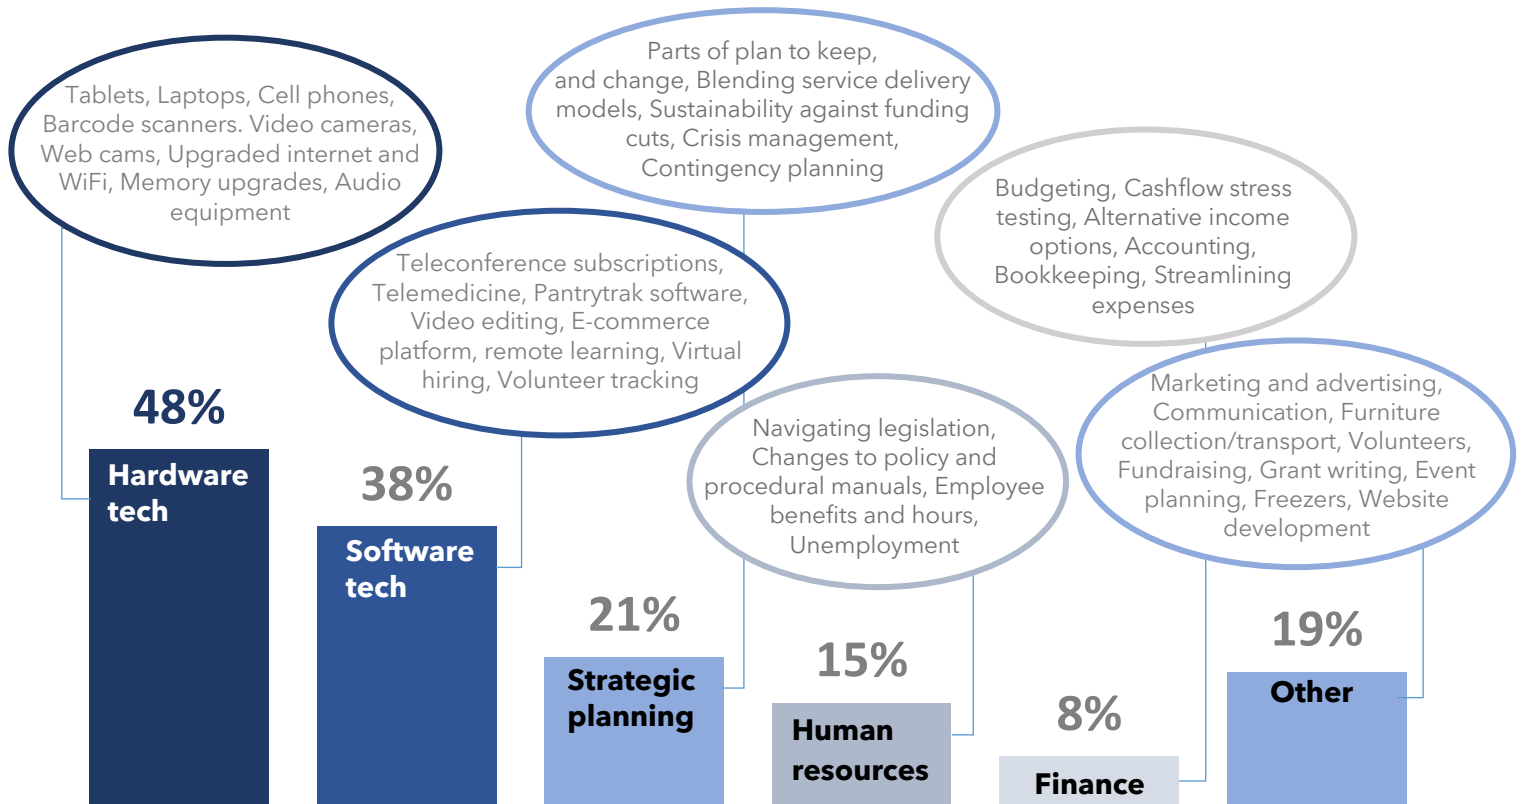 Tablets, Laptops, Cell phones,
Barcode scanners. Video cameras,
Web cams, Upgraded internet and
WiFi, Memory upgrades, Audio
equipment
48%
Hardware
tech
Teleconference subscriptions,
Telemedicine, Pantrytrak software,
Video editing, E-commerce
platform, remote learning, Virtual
hiring, Volunteer tracking
38%
Software
tech
Parts of plan to keep,
and change, Blending service delivery
models, Sustainability against funding
cuts, Crisis management,
Contingency planning
21%
Strategic
planning
Navigating legislation,
Changes to policy and
procedural manuals, Employee
benefits and hours,
Unemployment
15%
Human
resources
Budgeting, Cashflow stress
testing, Alternative income
options, Accounting,
Bookkeeping, Streamlining
expenses
8%
Finance
Marketing and advertising,
Communication, Furniture
collection/transport, Volunteers,
Fundraising, Grant writing, Event
planning, Freezers, Website
development
19%
Other